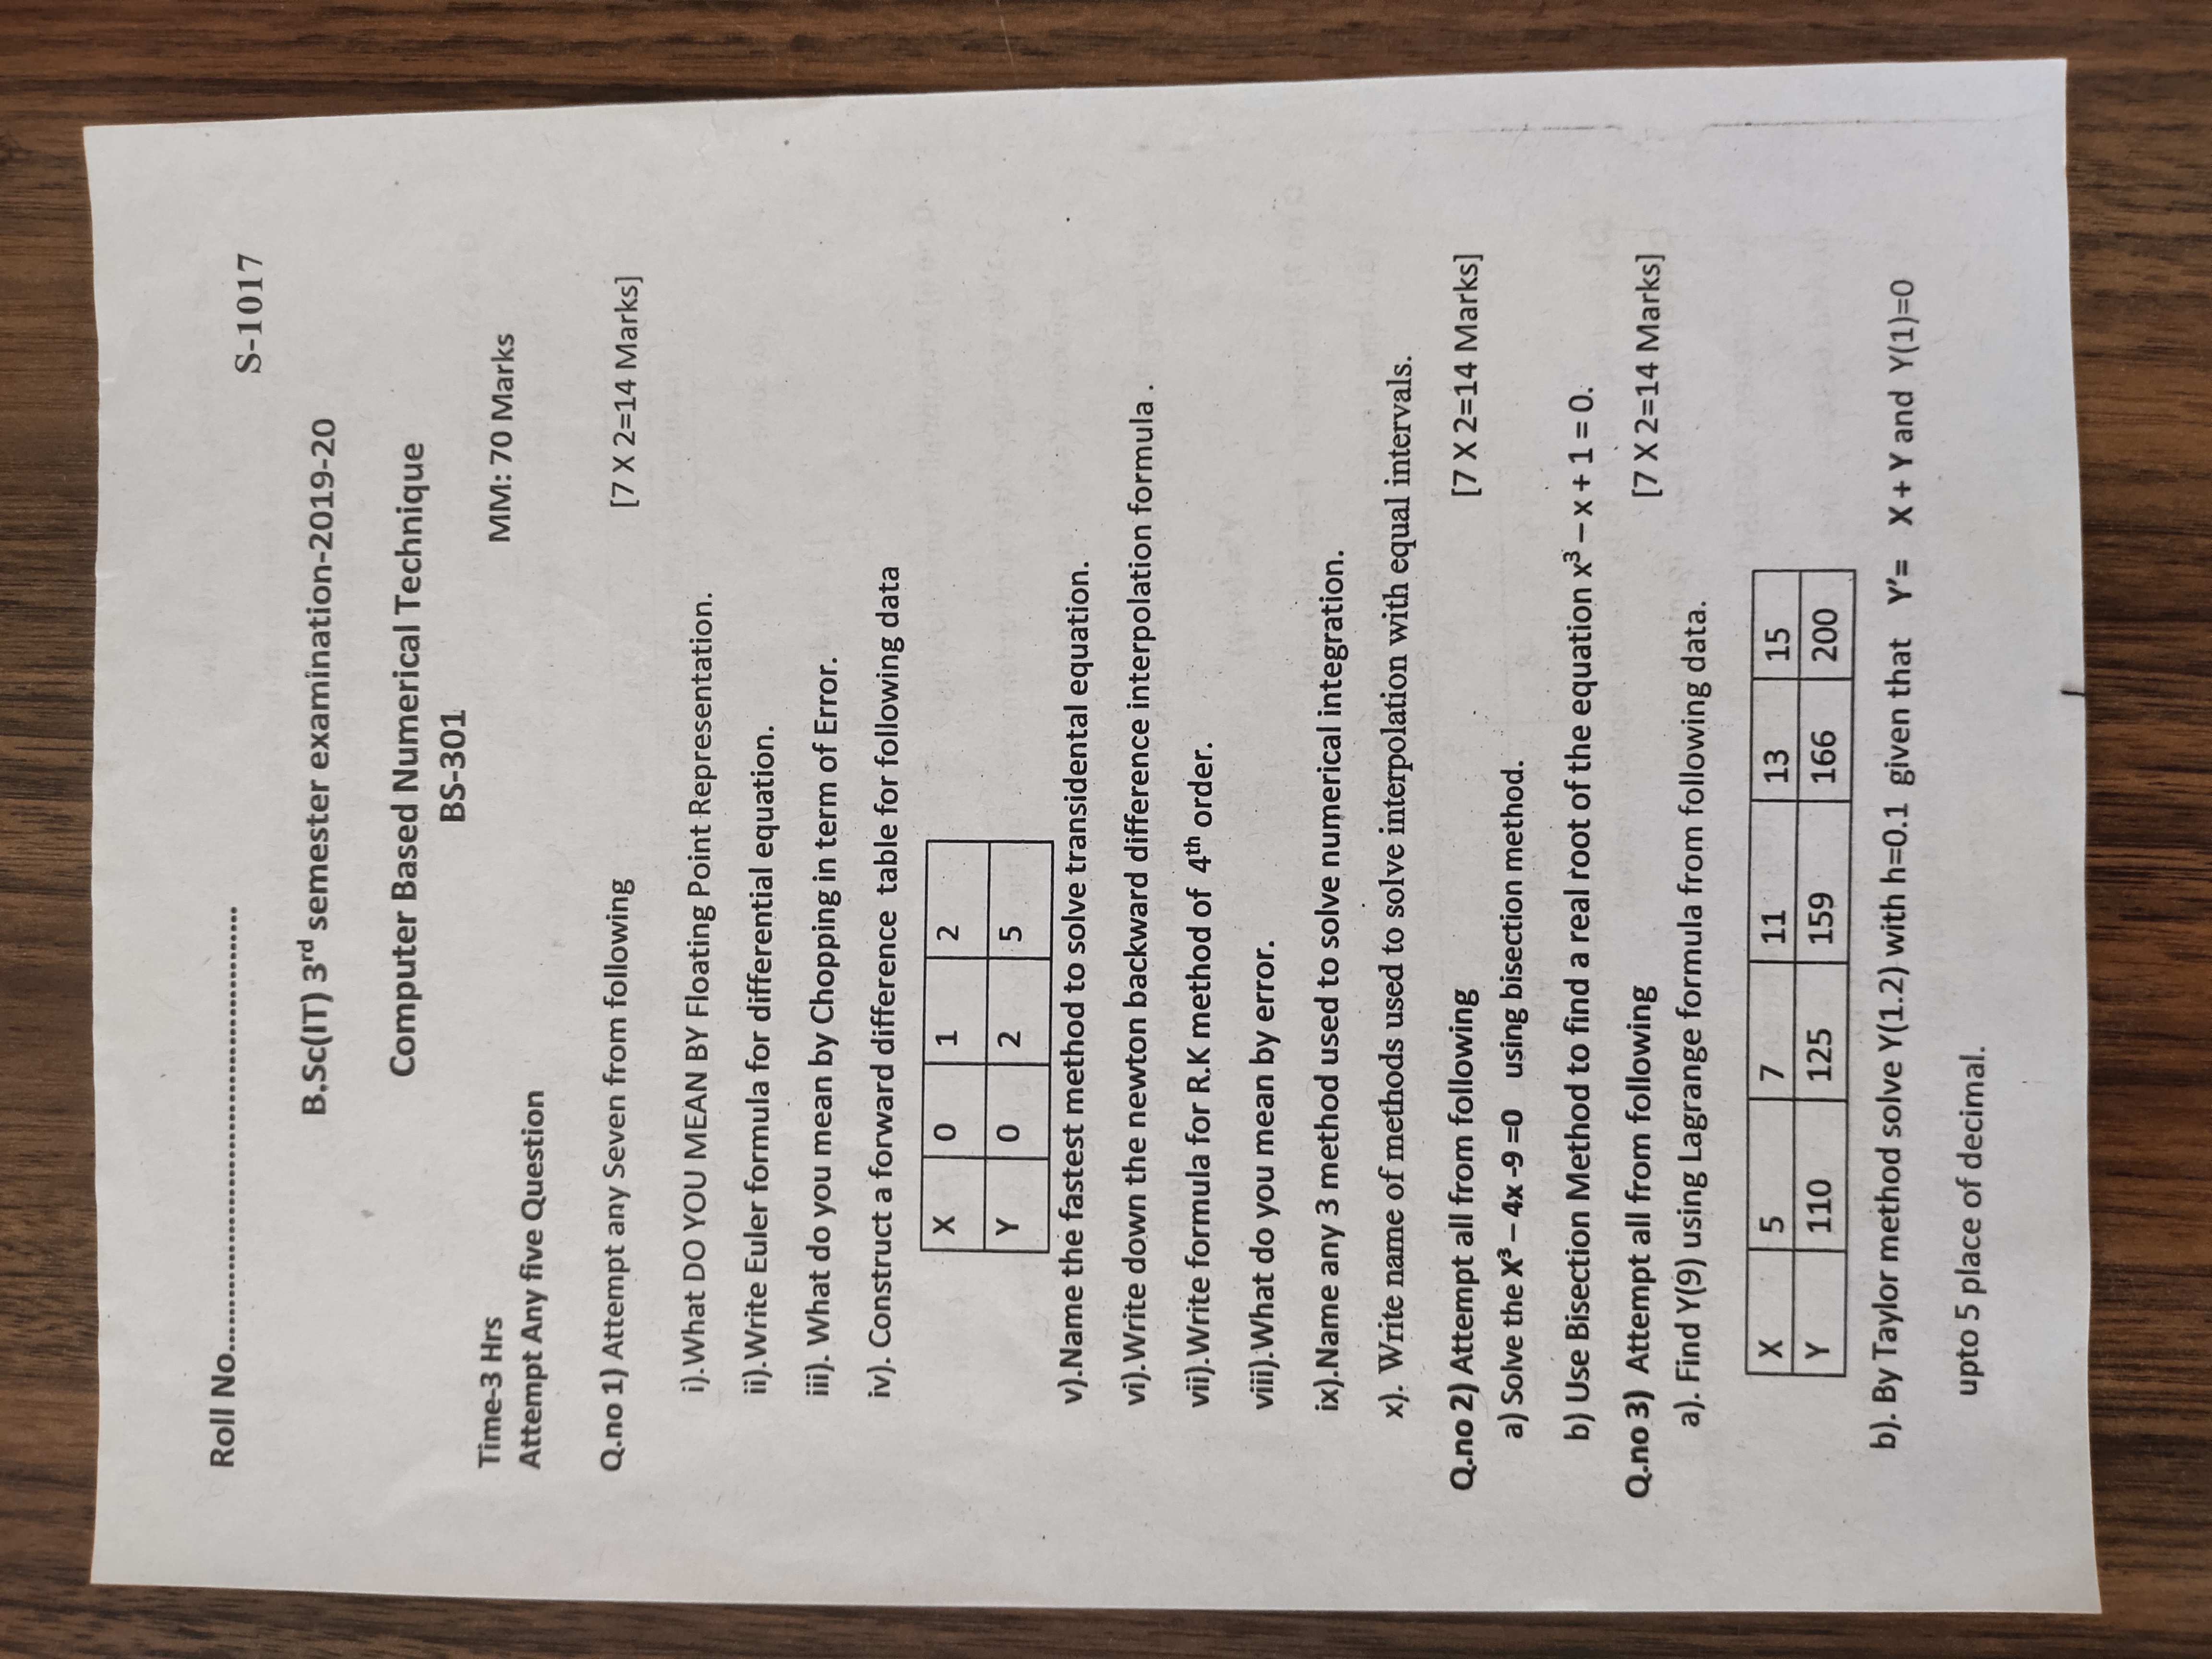 Roll No..................................................
S-1017
B.Sc(IT) 3rd semester examination-2019-20
Computer Based Numerical Technique
BS-301
Time-3 Hrs
MM: 70 Marks
Attempt Any five Question
Q.no 1) Attempt any Seven from following [7 X 2=14 Marks]
i).What DO YOU MEAN BY Floating Point Representation.
ii).Write Euler formula for differential equation.
iii). What do you mean by Chopping in term of Error.
iv). Construct a forward difference table for following data
X 0 1 2
Y 0 2 5
v).Name the fastest method to solve transidental equation.
vi).Write down the newton backward difference interpolation formula .
vii).Write formula for R.K method of 4th order.
viii).What do you mean by error.
ix).Name any 3 method used to solve numerical integration.
x). Write name of methods used to solve interpolation with equal intervals.
Q.no 2) Attempt all from following [7 X 2=14 Marks]
a) Solve the X³ – 4x -9 =0 using bisection method.
b) Use Bisection Method to find a real root of the equation x³ – x + 1 = 0.
Q.no 3) Attempt all from following [7 X 2=14 Marks]
a). Find Y(9) using Lagrange formula from following data.
X 5 7 11 13 15
Y 110 125 159 166 200
b). By Taylor method solve Y(1.2) with h=0.1 given that Y'= X + Y and Y(1)=0
upto 5 place of decimal.